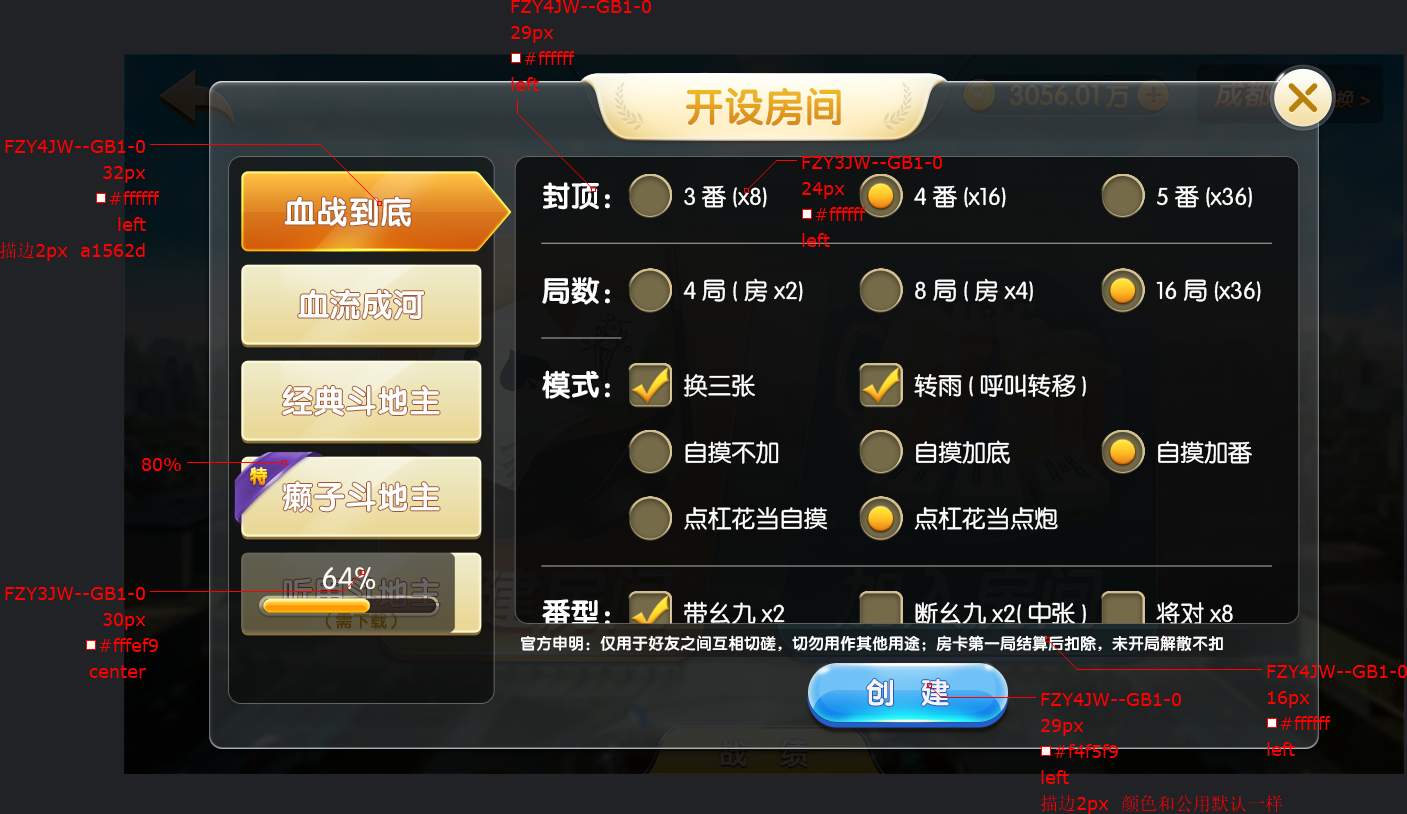 FZY4JW--GB1-0
29px
#ffffff
left
开设房间
3056.01万
成都
换 >
FZY4JW--GB1-0
32px
#ffffff
left
描边2px a1562d
血战到底
血流成河
经典斗地主
特
癞子斗地主
80%
听用斗地主
64%
（需下载）
FZY3JW--GB1-0
30px
#fffef9
center
FZY3JW--GB1-0
24px
#ffffff
left
封顶： 3 番 (x8) 4 番 (x16) 5 番 (x36)
局数： 4 局 ( 房 x2) 8 局 ( 房 x4) 16 局 (x36)
模式： 换三张 转雨 ( 呼叫转移 )
自摸不加 自摸加底 自摸加番
点杠花当自摸 点杠花当点炮
番型： 带幺九 x2 断幺九 x2( 中张 ) 将对 x8
官方申明：仅用于好友之间互相切磋，切勿用作其他用途；房卡第一局结算后扣除，未开局解散不扣
创 建
FZY4JW--GB1-0
16px
#ffffff
left
FZY4JW--GB1-0
29px
#f4f5f9
left
描边2px 颜色和公用默认一样
战 绩